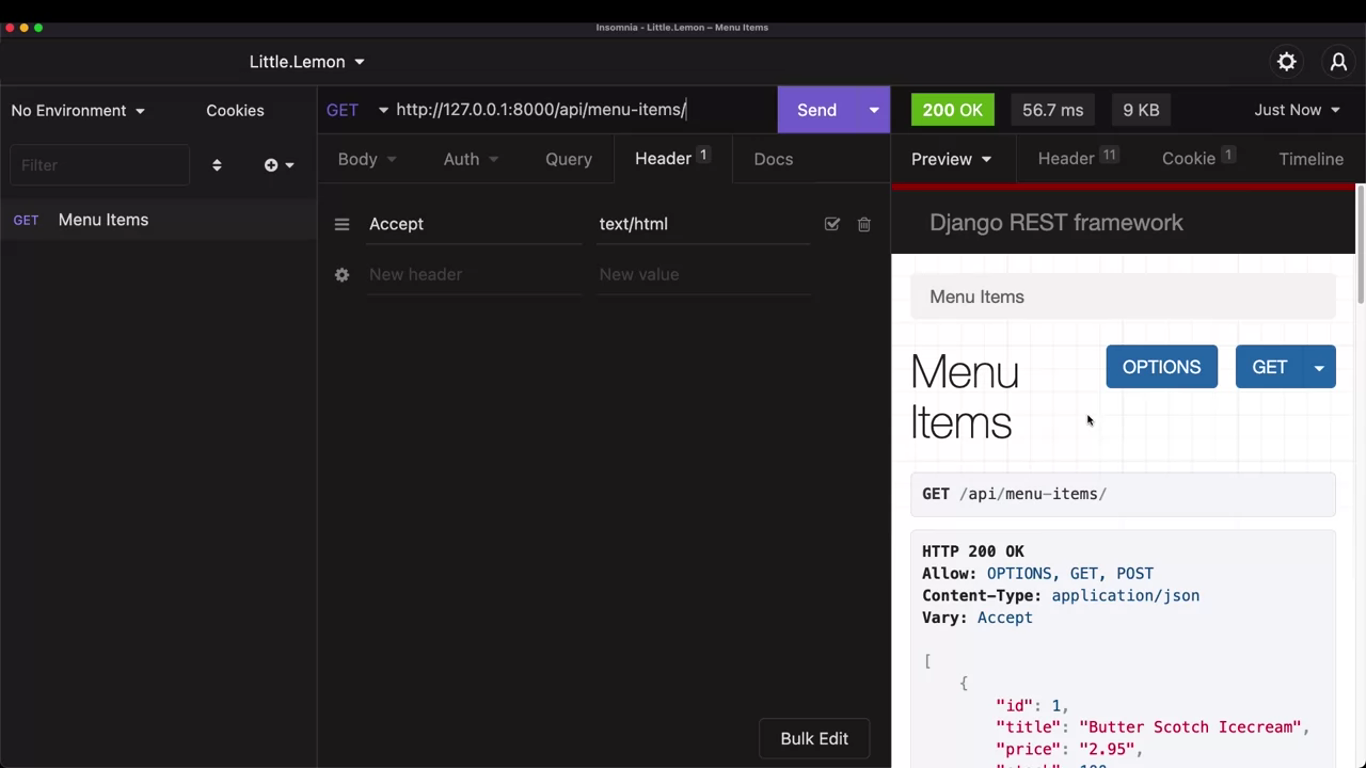 Insomnia - Little.Lemon – Menu Items
Little.Lemon
No Environment
Cookies
GET
http://127.0.0.1:8000/api/menu-items/
Send
200 OK
56.7 ms
9 KB
Just Now
Filter
Body
Auth
Query
Header 1
Docs
Preview
Header 11
Cookie 1
Timeline
GET Menu Items
Accept
text/html
New header
New value
Bulk Edit
Django REST framework
Menu Items
Menu
Items
OPTIONS
GET
GET /api/menu-items/
HTTP 200 OK
Allow: OPTIONS, GET, POST
Content-Type: application/json
Vary: Accept
[
{
"id": 1,
"title": "Butter Scotch Icecream",
"price": "2.95",